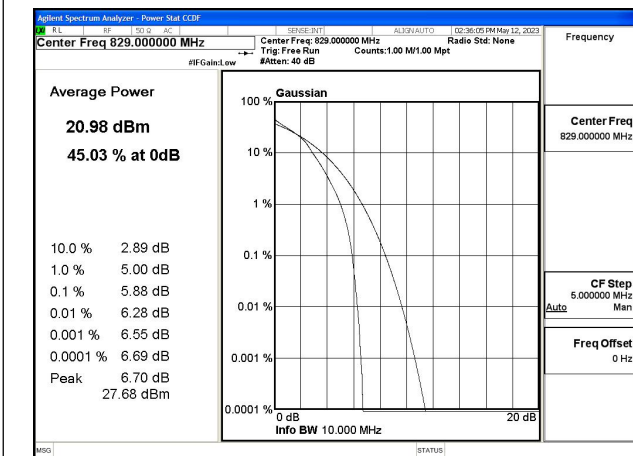 Agilent Spectrum Analyzer - Power Stat CCDF
LXI RL RF 50 Ω AC SENSE:INT ALIGN AUTO 02:36:05 PM May 12, 2023
Center Freq 829.000000 MHz
Center Freq: 829.000000 MHz Radio Std: None
Trig: Free Run Counts:1.00 M/1.00 Mpt
#IFGain:Low #Atten: 40 dB
Frequency
Average Power
20.98 dBm
45.03 % at 0dB
10.0 % 2.89 dB
1.0 % 5.00 dB
0.1 % 5.88 dB
0.01 % 6.28 dB
0.001 % 6.55 dB
0.0001 % 6.69 dB
Peak 6.70 dB
27.68 dBm
Gaussian
100 %
10 %
1 %
0.1 %
0.01 %
0.001 %
0.0001 %
0 dB 20 dB
Info BW 10.000 MHz
Center Freq
829.000000 MHz
CF Step
5.000000 MHz
Auto Man
Freq Offset
0 Hz
MSG STATUS